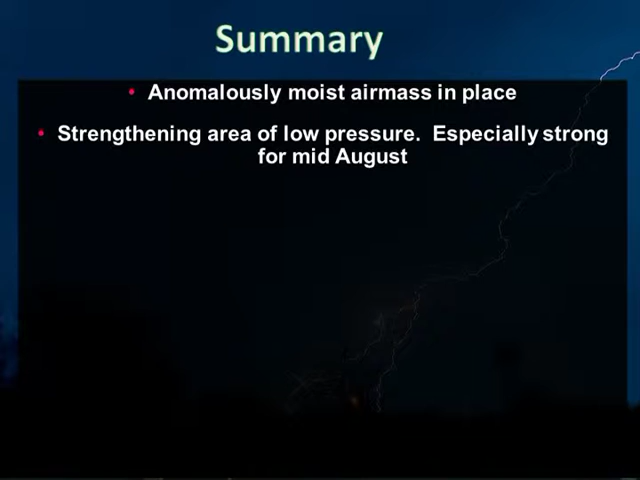 Summary
• Anomalously moist airmass in place
• Strengthening area of low pressure.  Especially strong
for mid August